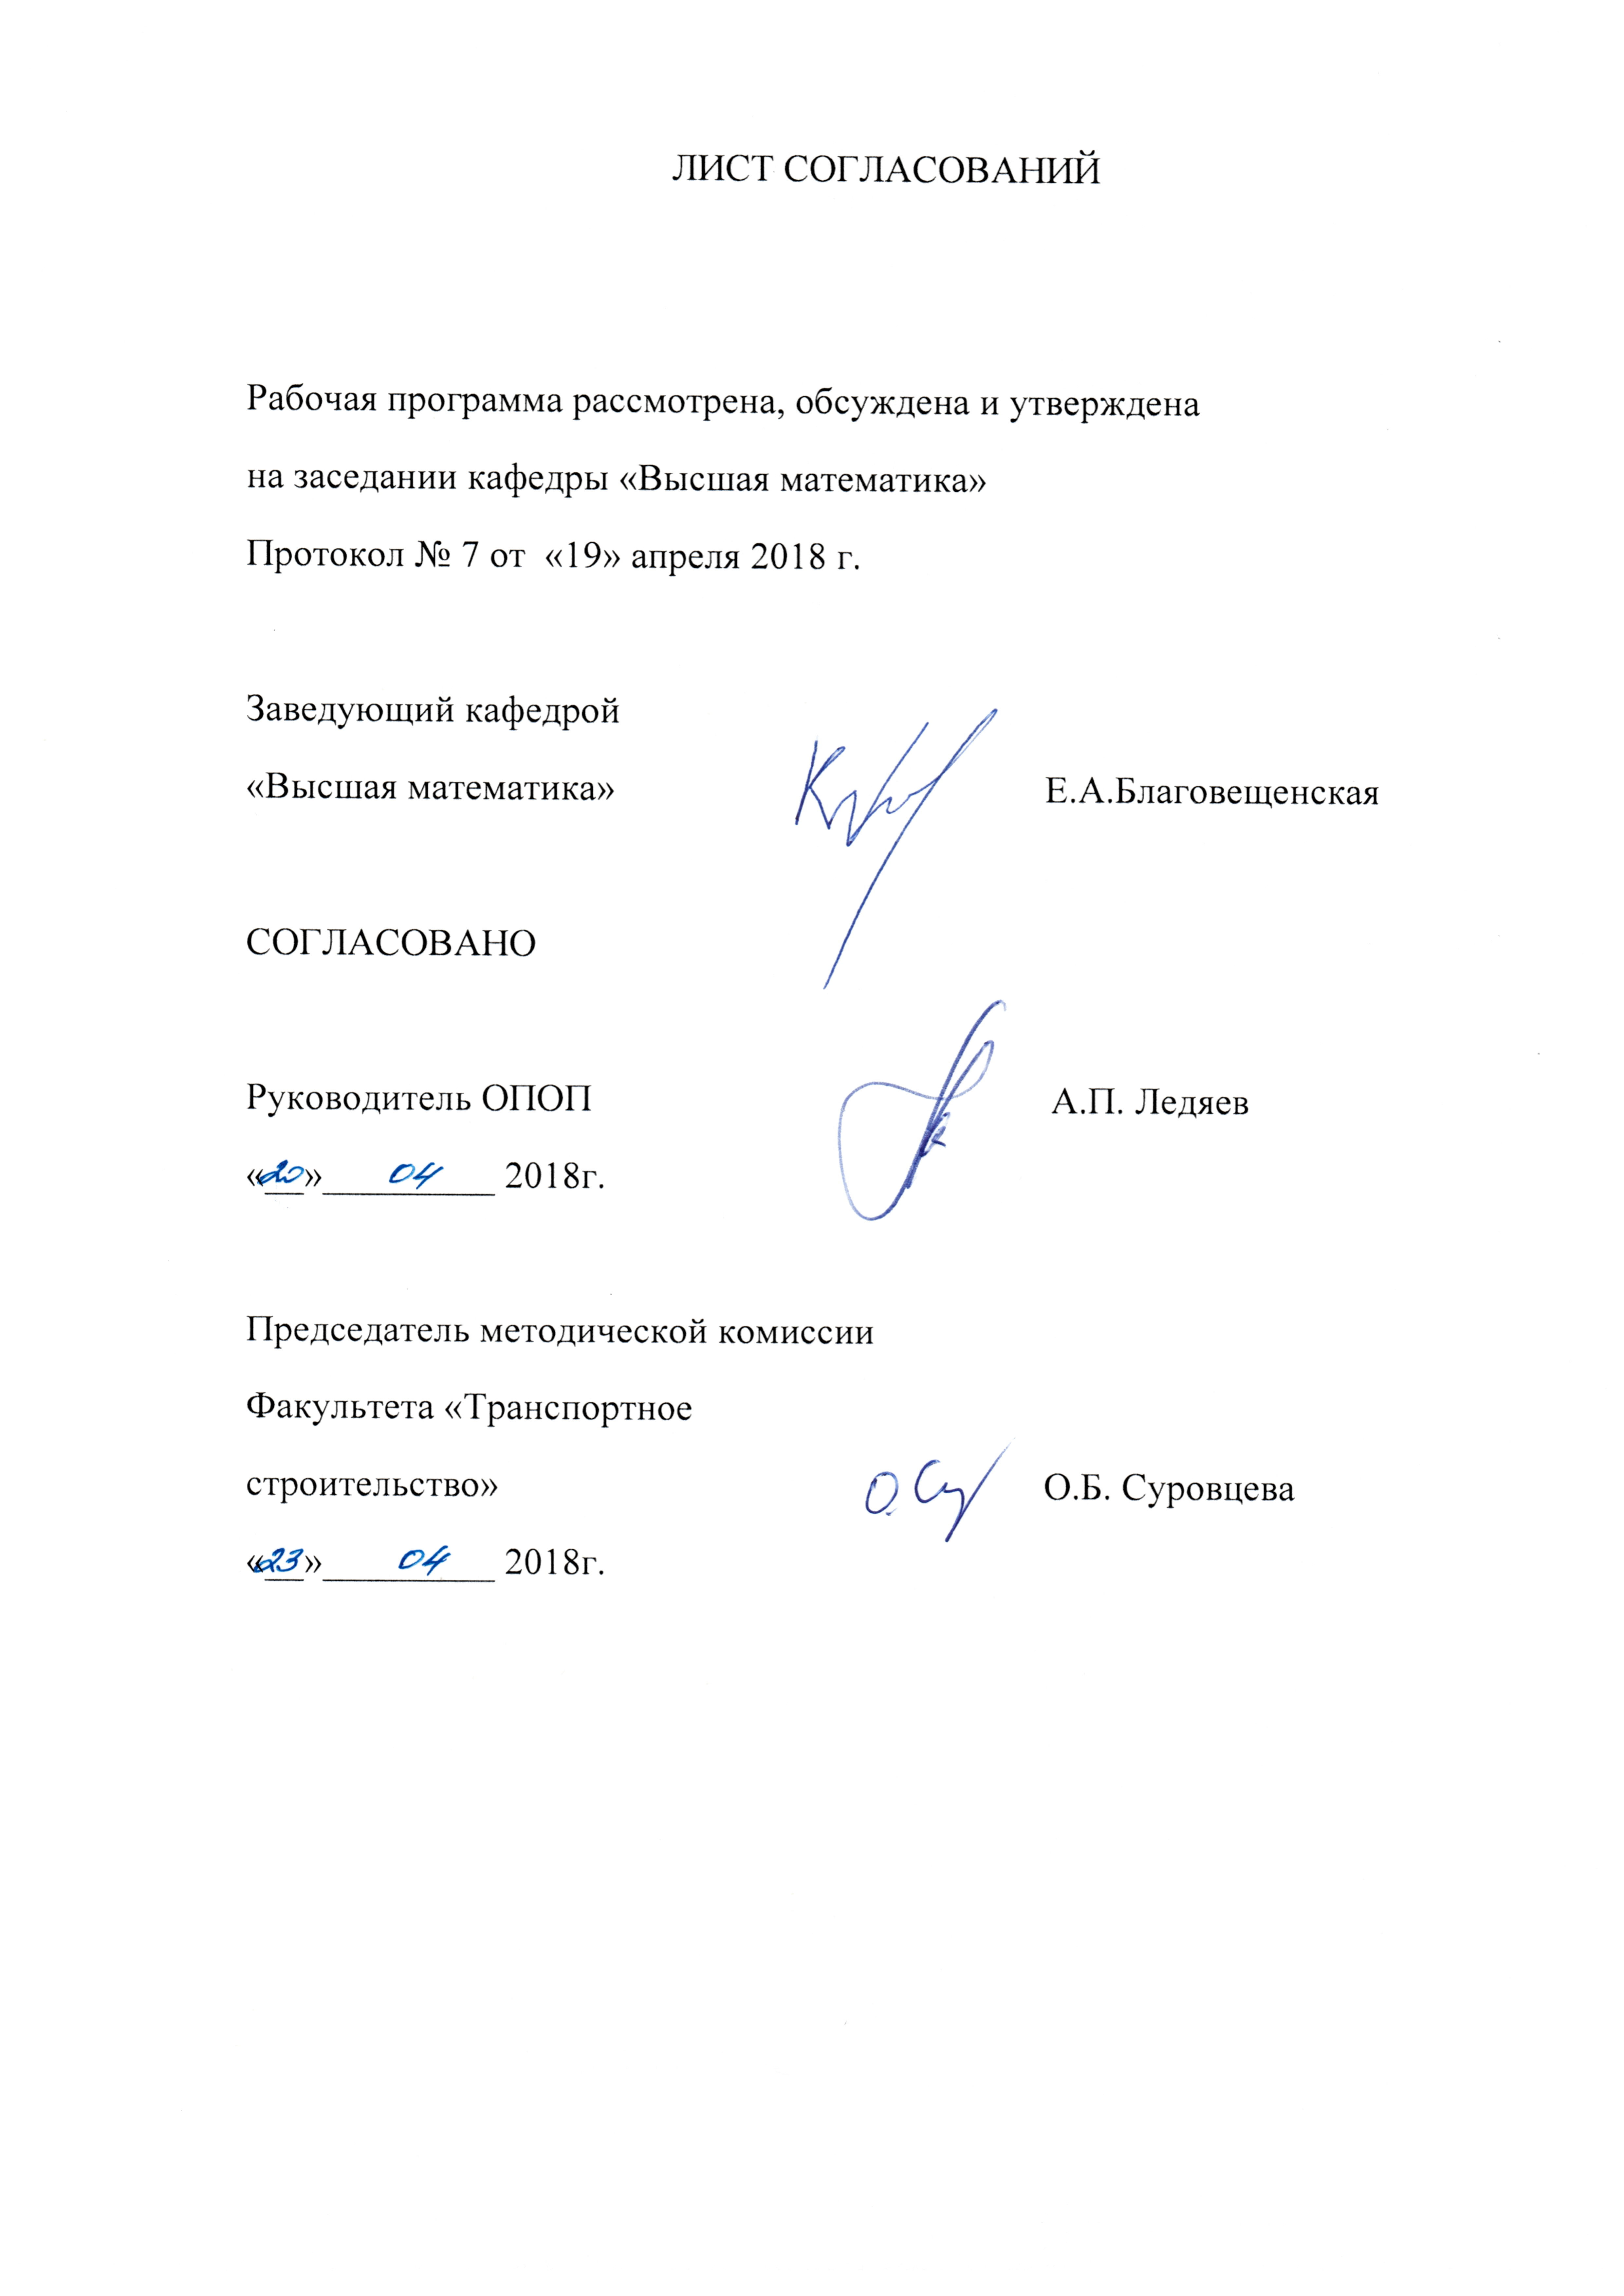 ЛИСТ СОГЛАСОВАНИЙ
Рабочая программа рассмотрена, обсуждена и утверждена
на заседании кафедры «Высшая математика»
Протокол № 7 от «19» апреля 2018 г.
Заведующий кафедрой
«Высшая математика» Е.А.Благовещенская
СОГЛАСОВАНО
Руководитель ОПОП А.П. Ледяев
«20» 04 2018г.
Председатель методической комиссии
Факультета «Транспортное
строительство» О.Б. Суровцева
«23» 04 2018г.